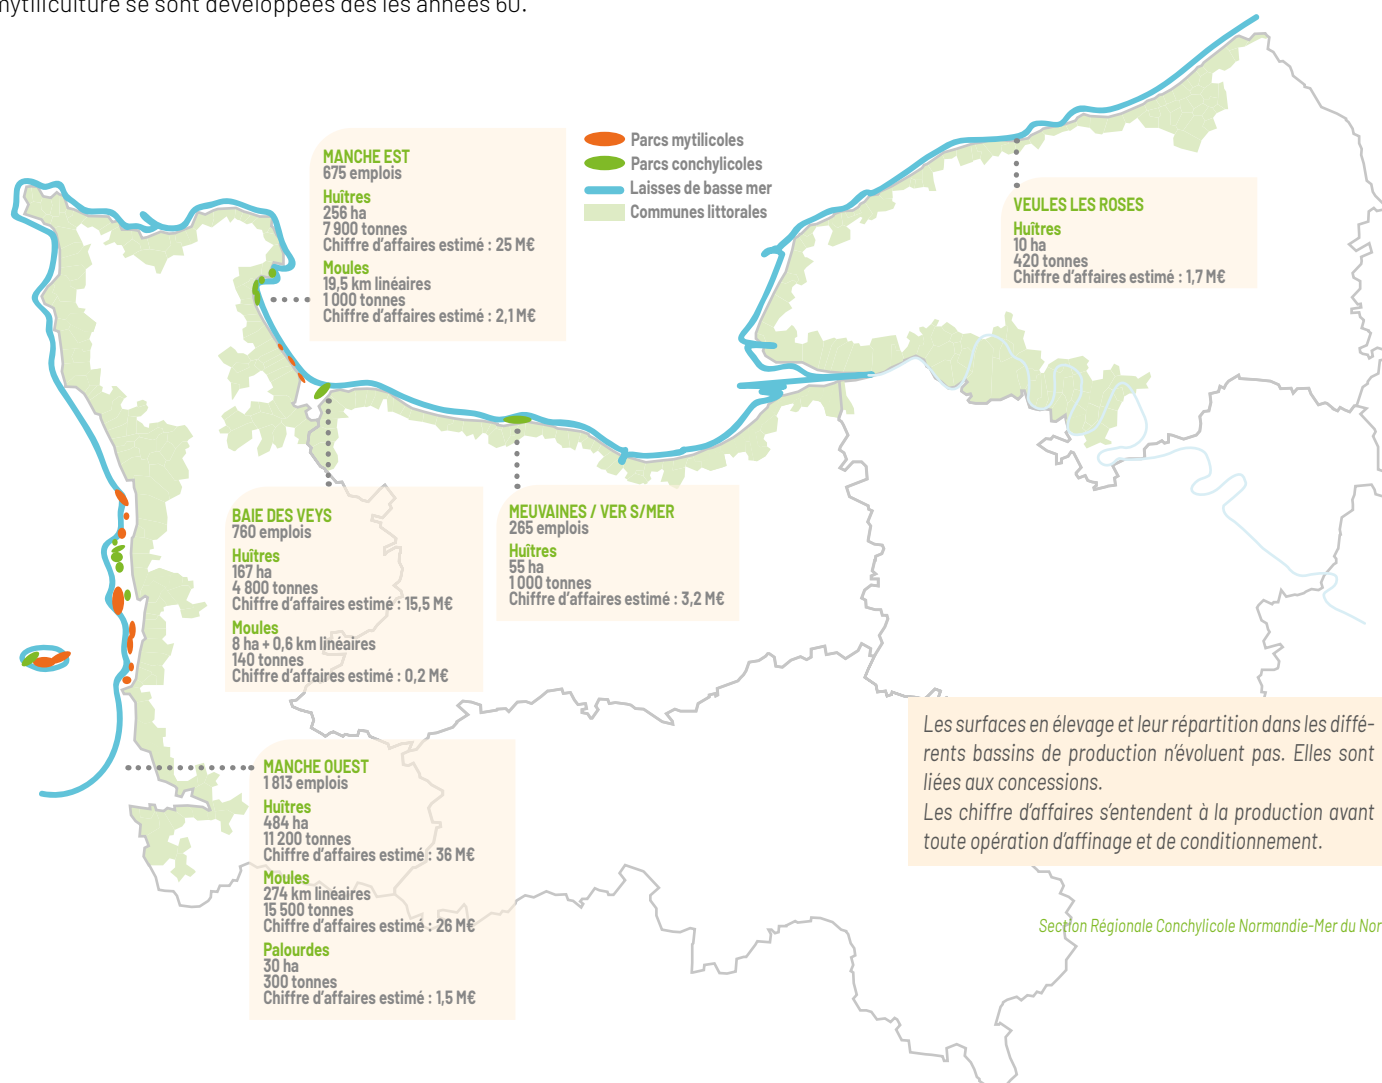 mytiliculture se sont développées dès les années 60.
MANCHE EST
675 emplois
Huîtres
256 ha
7 900 tonnes
Chiffre d'affaires estimé : 25 M€
Moules
19,5 km linéaires
1 000 tonnes
Chiffre d'affaires estimé : 2,1 M€
Parcs mytilicoles
Parcs conchylicoles
Laisses de basse mer
Communes littorales
VEULES LES ROSES
Huîtres
10 ha
420 tonnes
Chiffre d'affaires estimé : 1,7 M€
BAIE DES VEYS
760 emplois
Huîtres
167 ha
4 800 tonnes
Chiffre d'affaires estimé : 15,5 M€
Moules
8 ha + 0,6 km linéaires
140 tonnes
Chiffre d'affaires estimé : 0,2 M€
MEUVAINES / VER S/MER
265 emplois
Huîtres
55 ha
1 000 tonnes
Chiffre d'affaires estimé : 3,2 M€
MANCHE OUEST
1 813 emplois
Huîtres
484 ha
11 200 tonnes
Chiffre d'affaires estimé : 36 M€
Moules
274 km linéaires
15 500 tonnes
Chiffre d'affaires estimé : 26 M€
Palourdes
30 ha
300 tonnes
Chiffre d'affaires estimé : 1,5 M€
Les surfaces en élevage et leur répartition dans les diffé-
rents bassins de production n'évoluent pas. Elles sont
liées aux concessions.
Les chiffre d'affaires s'entendent à la production avant
toute opération d'affinage et de conditionnement.
Section Régionale Conchylicole Normandie-Mer du Nor